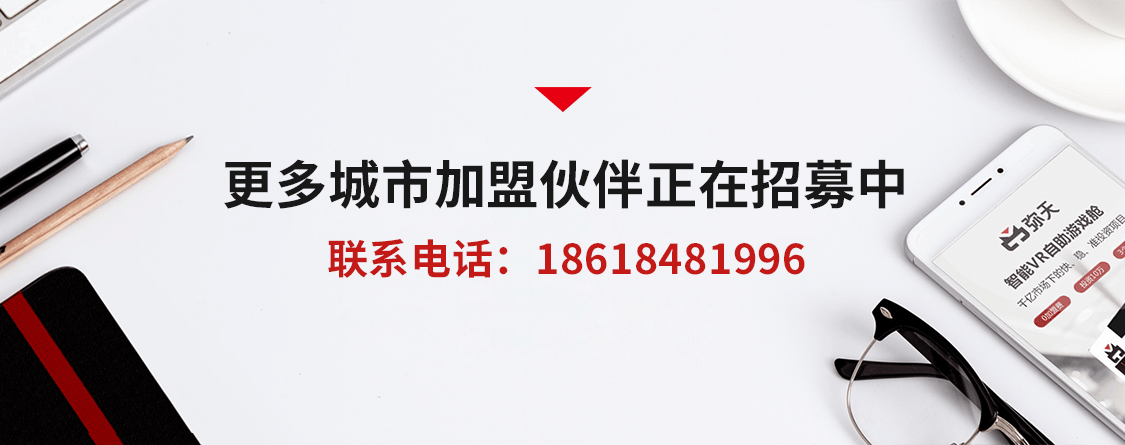 更多城市加盟伙伴正在招募中
联系电话：18618481996
弥天
智能VR自助游戏舱
千亿市场下的快、稳、准投资项目
0加盟费
投资10万